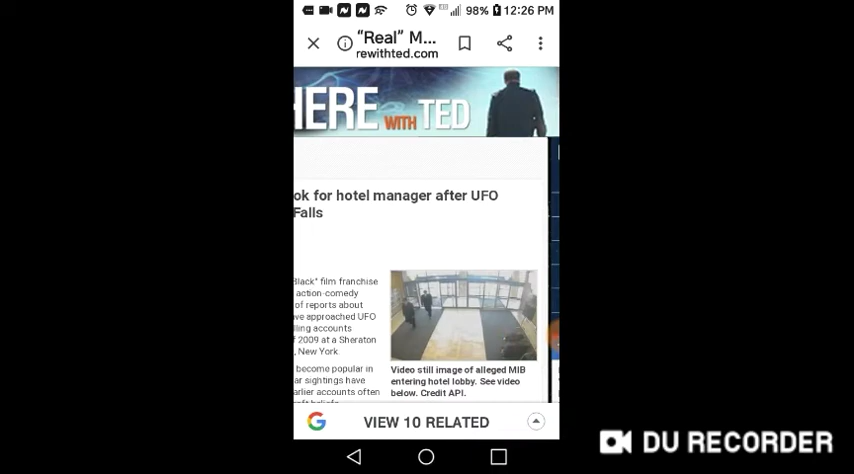 98% 12:26 PM
"Real" M...
rewithted.com
HERE WITH TED
ok for hotel manager after UFO
Falls
Black" film franchise
action-comedy
of reports about
ve approached UFO
lling accounts
f 2009 at a Sheraton
, New York
become popular in
ar sightings have
arlier accounts often
Video still image of alleged MIB
entering hotel lobby. See video
below. Credit API.
VIEW 10 RELATED
DU RECORDER